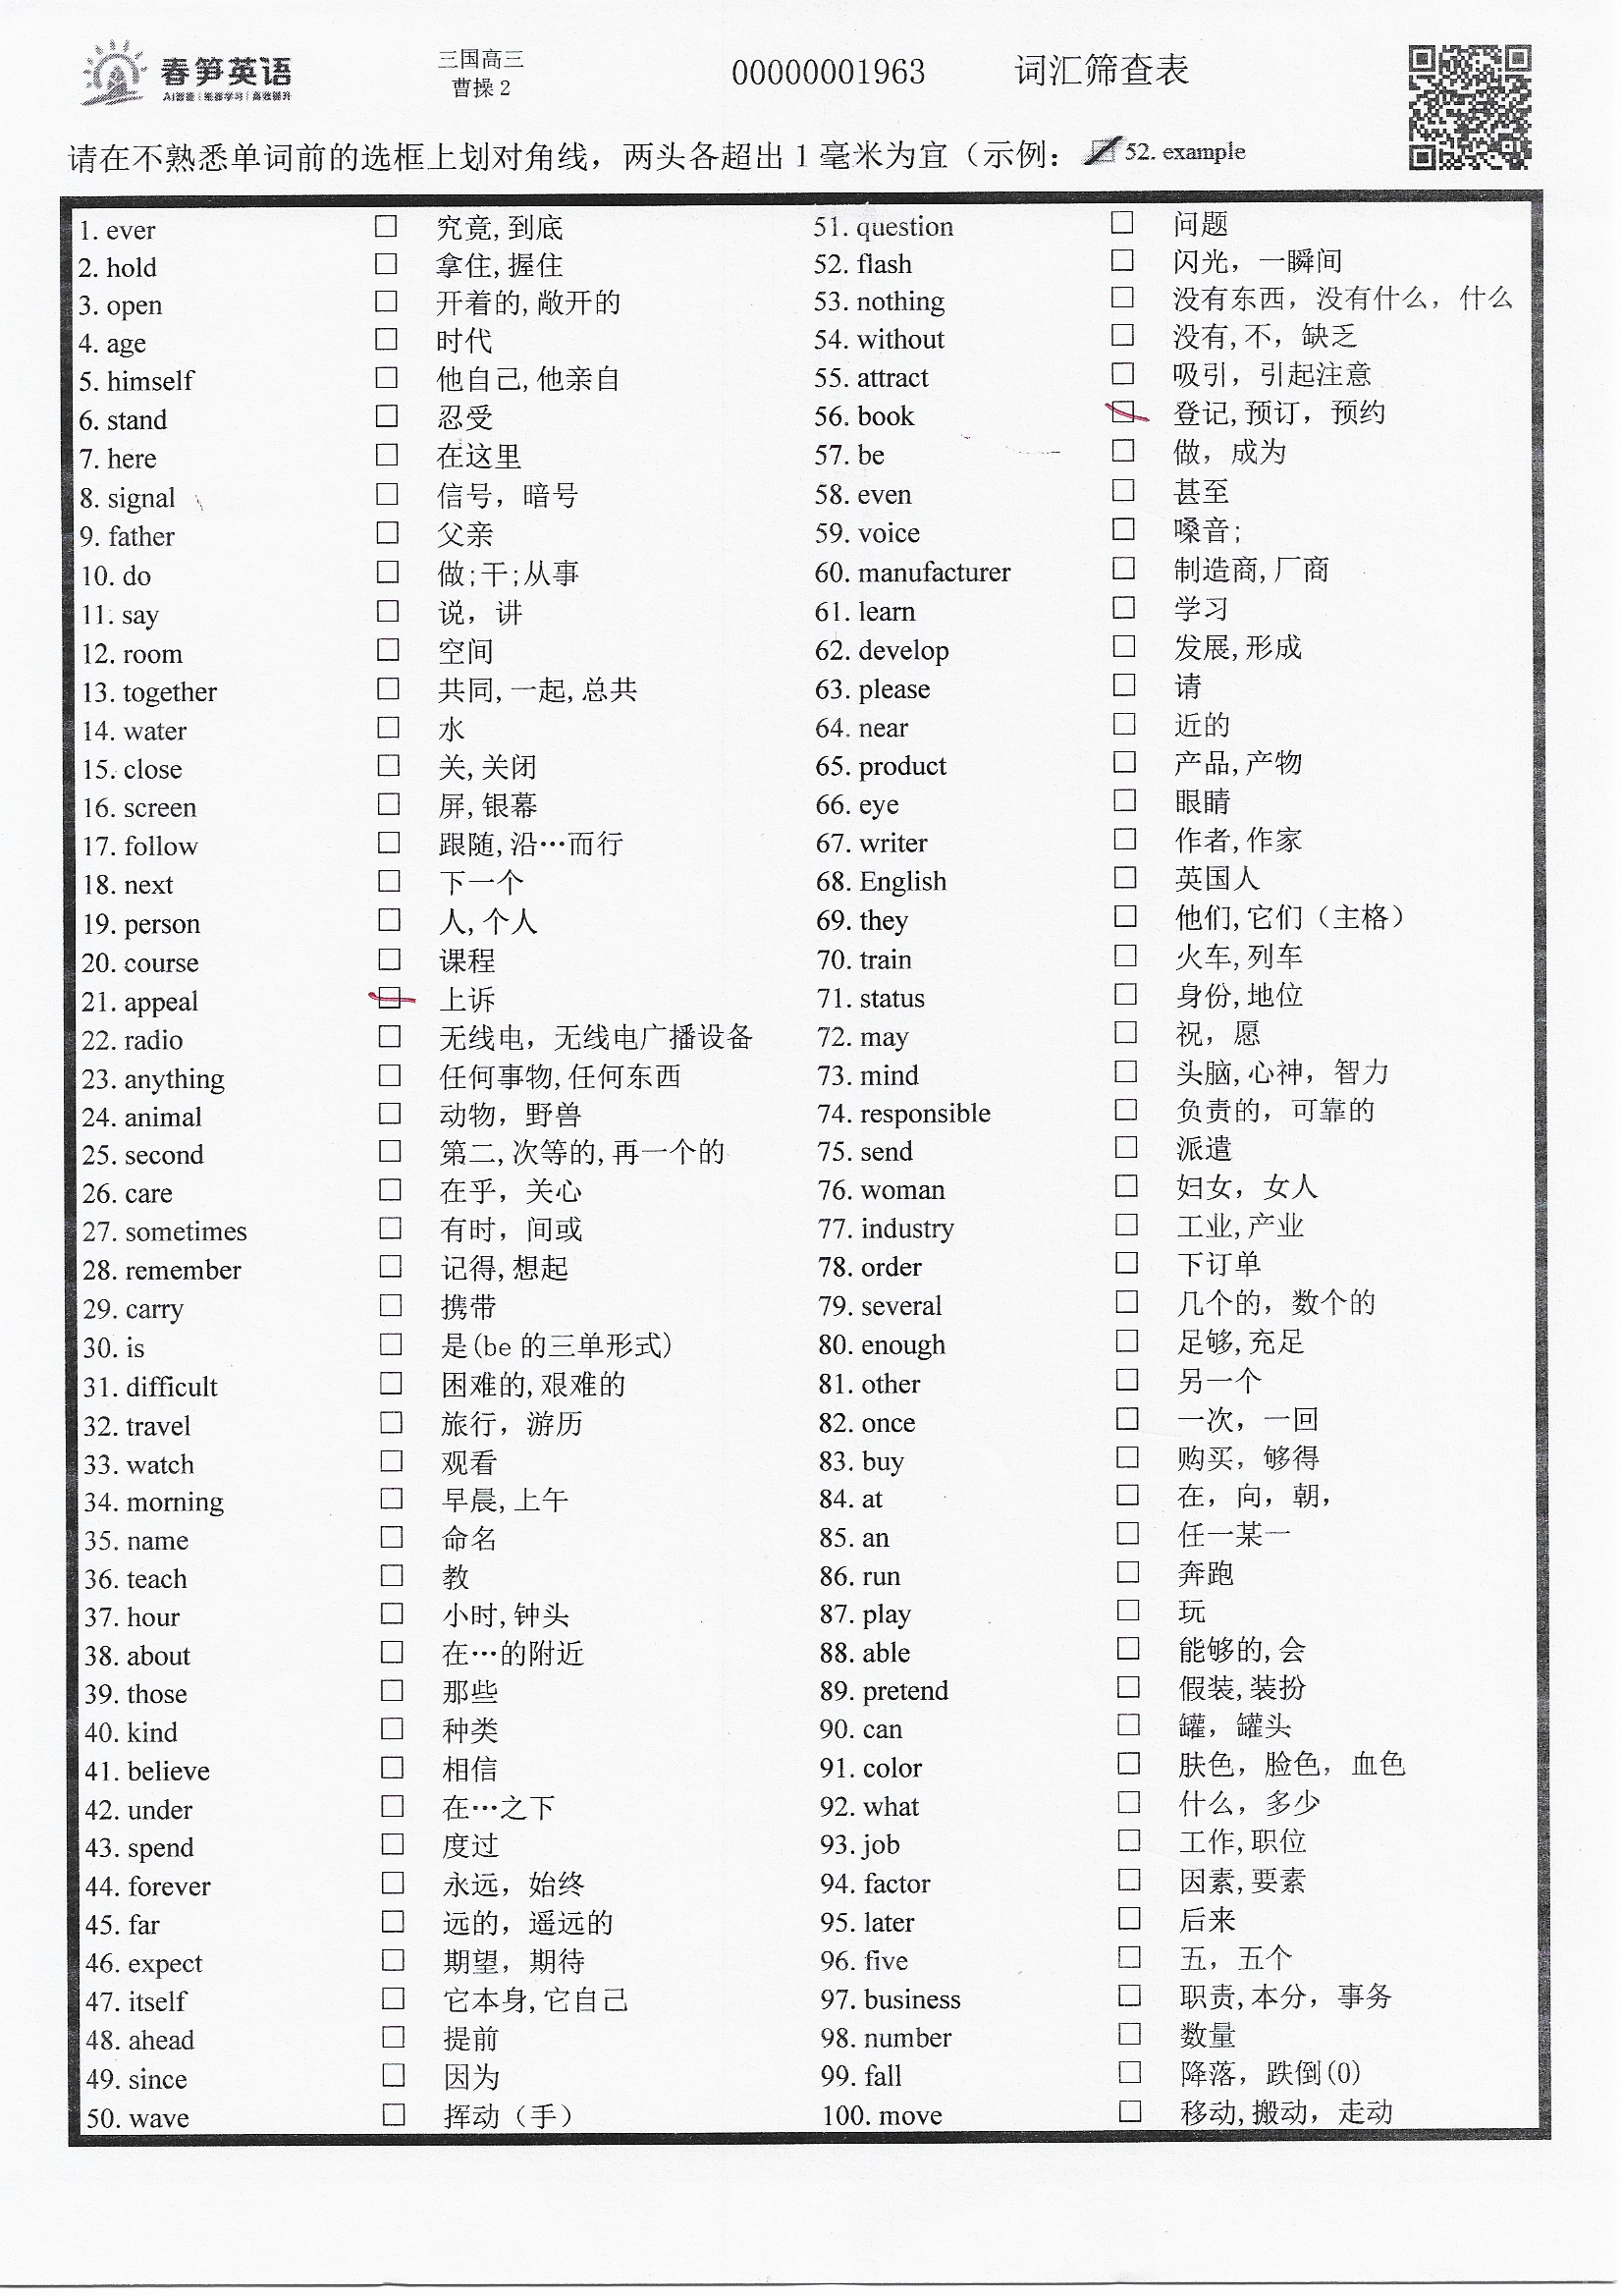 春笋英语
三国高三
曹操 2
00000001963
词汇筛查表
请在不熟悉单词前的选框上划对角线，两头各超出 1 毫米为宜（示例： 52. example
1. ever 究竟,到底
2. hold 拿住,握住
3. open 开着的,敞开的
4. age 时代
5. himself 他自己,他亲自
6. stand 忍受
7. here 在这里
8. signal 信号，暗号
9. father 父亲
10. do 做;干;从事
11. say 说，讲
12. room 空间
13. together 共同,一起,总共
14. water 水
15. close 关,关闭
16. screen 屏,银幕
17. follow 跟随,沿…而行
18. next 下一个
19. person 人,个人
20. course 课程
21. appeal 上诉
22. radio 无线电，无线电广播设备
23. anything 任何事物,任何东西
24. animal 动物，野兽
25. second 第二,次等的,再一个的
26. care 在乎，关心
27. sometimes 有时，间或
28. remember 记得,想起
29. carry 携带
30. is 是(be 的三单形式)
31. difficult 困难的,艰难的
32. travel 旅行，游历
33. watch 观看
34. morning 早晨,上午
35. name 命名
36. teach 教
37. hour 小时,钟头
38. about 在…的附近
39. those 那些
40. kind 种类
41. believe 相信
42. under 在…之下
43. spend 度过
44. forever 永远，始终
45. far 远的，遥远的
46. expect 期望，期待
47. itself 它本身,它自己
48. ahead 提前
49. since 因为
50. wave 挥动（手）
51. question 问题
52. flash 闪光，一瞬间
53. nothing 没有东西，没有什么，什么
54. without 没有,不，缺乏
55. attract 吸引，引起注意
56. book 登记,预订，预约
57. be 做，成为
58. even 甚至
59. voice 嗓音;
60. manufacturer 制造商,厂商
61. learn 学习
62. develop 发展,形成
63. please 请
64. near 近的
65. product 产品,产物
66. eye 眼睛
67. writer 作者,作家
68. English 英国人
69. they 他们,它们（主格）
70. train 火车,列车
71. status 身份,地位
72. may 祝，愿
73. mind 头脑,心神，智力
74. responsible 负责的，可靠的
75. send 派遣
76. woman 妇女，女人
77. industry 工业,产业
78. order 下订单
79. several 几个的，数个的
80. enough 足够,充足
81. other 另一个
82. once 一次，一回
83. buy 购买，够得
84. at 在，向，朝，
85. an 任一某一
86. run 奔跑
87. play 玩
88. able 能够的,会
89. pretend 假装,装扮
90. can 罐，罐头
91. color 肤色，脸色，血色
92. what 什么，多少
93. job 工作,职位
94. factor 因素,要素
95. later 后来
96. five 五，五个
97. business 职责,本分，事务
98. number 数量
99. fall 降落，跌倒(0)
100. move 移动,搬动，走动